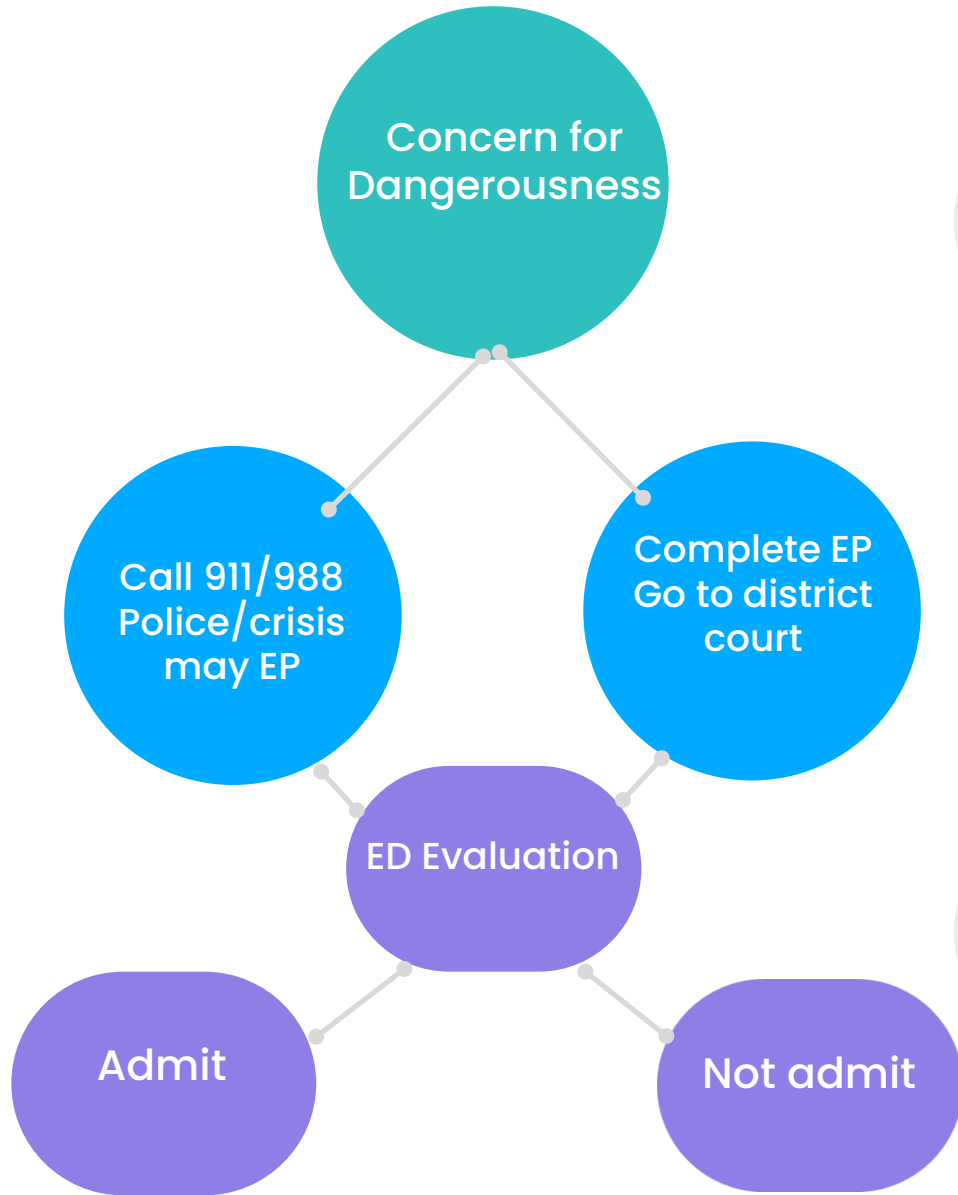 Concern for
Dangerousness
Call 911/988
Police/crisis
may EP
Complete EP
Go to district
court
ED Evaluation
Admit
Not admit